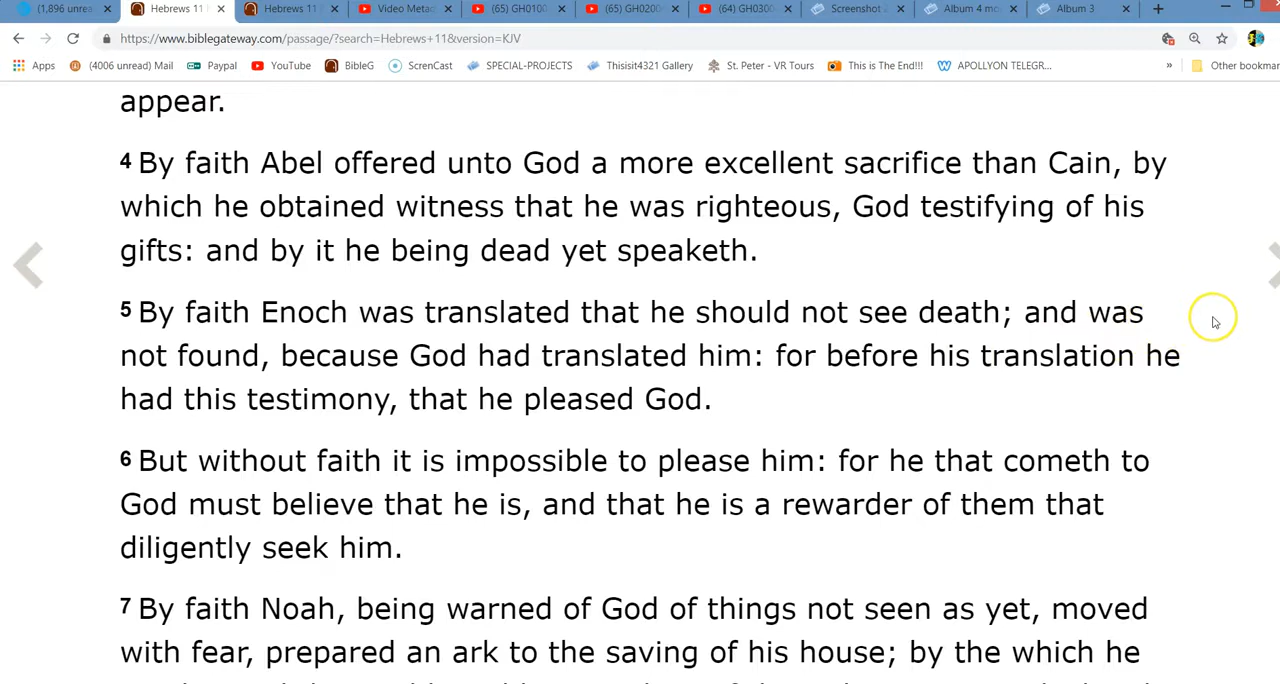 (1,896 unrea
Hebrews 11
Hebrews 11
Video Metad
(65) GH0100
(65) GH0200
(64) GH0300
Screenshot
Album 4 mo
Album 3
https://www.biblegateway.com/passage/?search=Hebrews+11&version=KJV
Apps
(4006 unread) Mail
Paypal
YouTube
BibleG
ScrenCast
SPECIAL-PROJECTS
Thisisit4321 Gallery
St. Peter - VR Tours
This is The End!!!
APOLLYON TELEGR...
»
Other bookmar
appear.
4 By faith Abel offered unto God a more excellent sacrifice than Cain, by
which he obtained witness that he was righteous, God testifying of his
gifts: and by it he being dead yet speaketh.
5 By faith Enoch was translated that he should not see death; and was
not found, because God had translated him: for before his translation he
had this testimony, that he pleased God.
6 But without faith it is impossible to please him: for he that cometh to
God must believe that he is, and that he is a rewarder of them that
diligently seek him.
7 By faith Noah, being warned of God of things not seen as yet, moved
with fear, prepared an ark to the saving of his house; by the which he